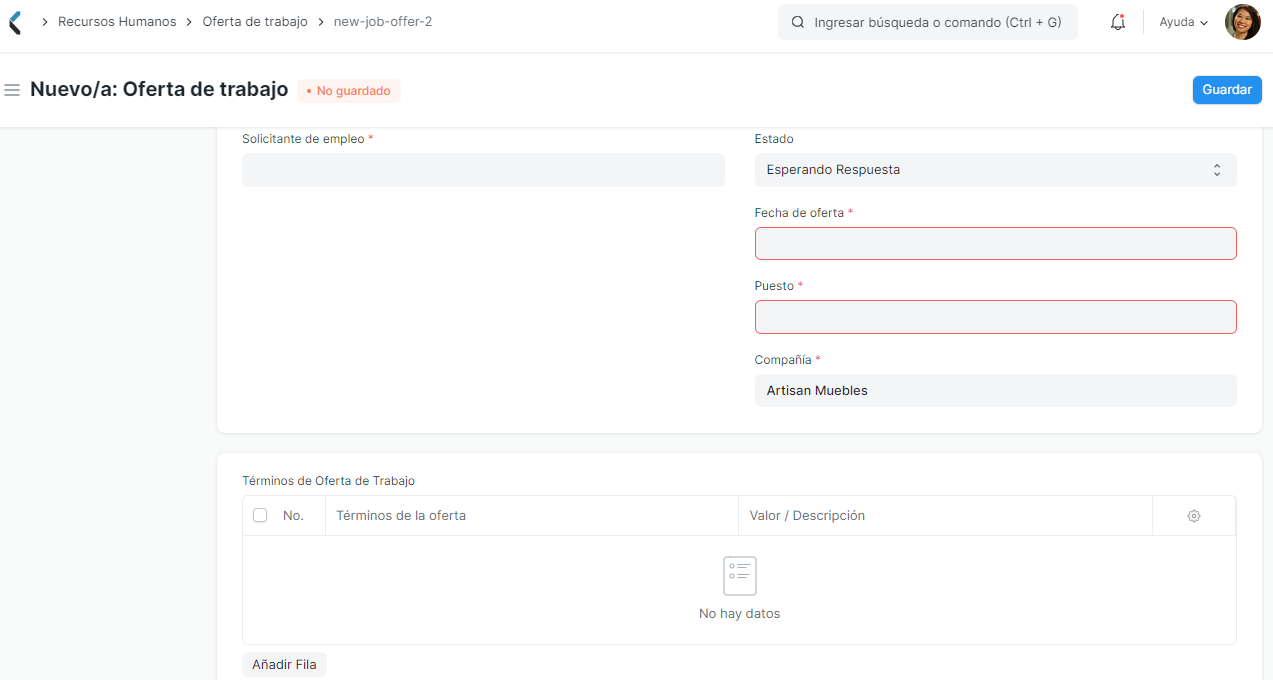 Recursos Humanos > Oferta de trabajo > new-job-offer-2
Ingresar búsqueda o comando (Ctrl + G)
Ayuda
Nuevo/a: Oferta de trabajo
• No guardado
Guardar
Solicitante de empleo *
Estado
Esperando Respuesta
Fecha de oferta *
Puesto *
Compañía *
Artisan Muebles
Términos de Oferta de Trabajo
No.
Términos de la oferta
Valor / Descripción
No hay datos
Añadir Fila